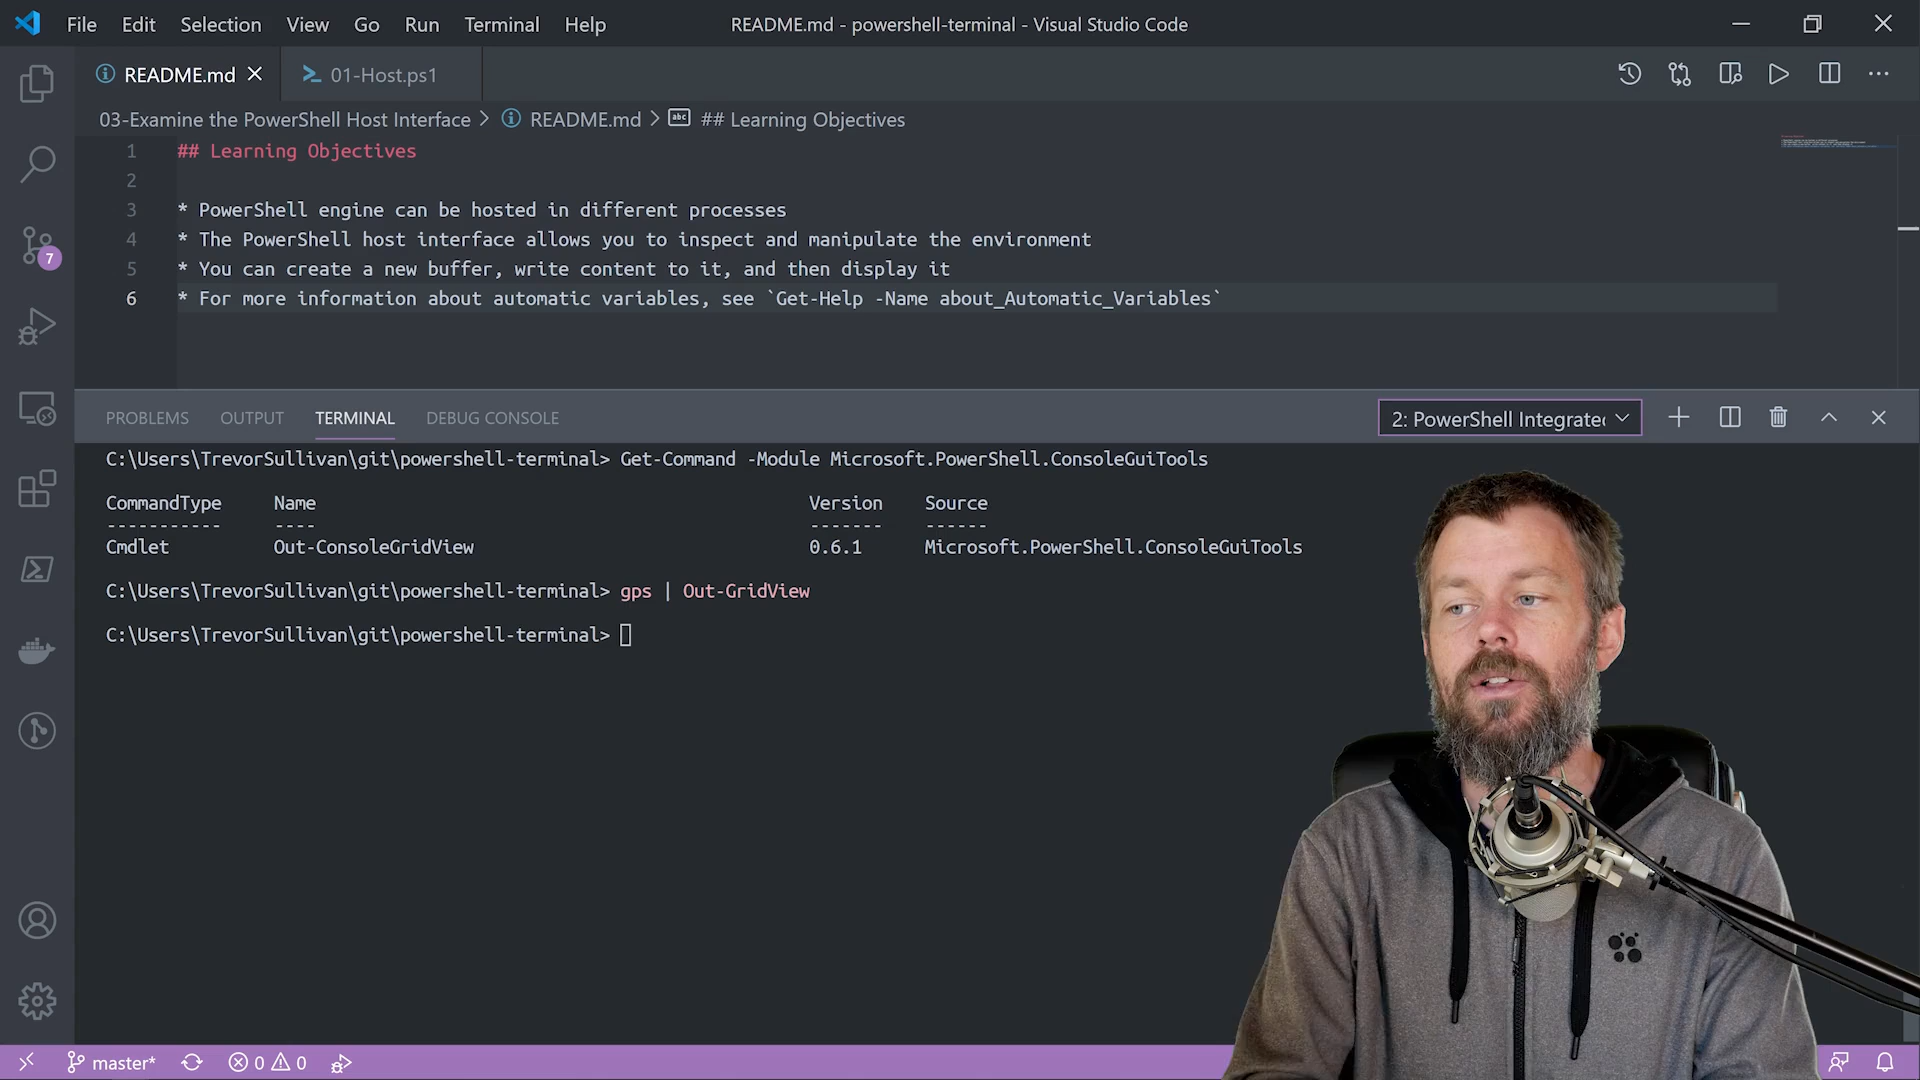 File Edit Selection View Go Run Terminal Help README.md - powershell-terminal - Visual Studio Code
README.md 01-Host.ps1
03-Examine the PowerShell Host Interface > README.md > ## Learning Objectives
1 ## Learning Objectives
2
3 * PowerShell engine can be hosted in different processes
4 * The PowerShell host interface allows you to inspect and manipulate the environment
5 * You can create a new buffer, write content to it, and then display it
6 * For more information about automatic variables, see `Get-Help -Name about_Automatic_Variables`
7
PROBLEMS OUTPUT TERMINAL DEBUG CONSOLE 2: PowerShell Integrate
C:\Users\TrevorSullivan\git\powershell-terminal> Get-Command -Module Microsoft.PowerShell.ConsoleGuiTools
CommandType Name Version Source
----------- ---- ------- ------
Cmdlet Out-ConsoleGridView 0.6.1 Microsoft.PowerShell.ConsoleGuiTools
C:\Users\TrevorSullivan\git\powershell-terminal> gps | Out-GridView
C:\Users\TrevorSullivan\git\powershell-terminal>
master* 0 0